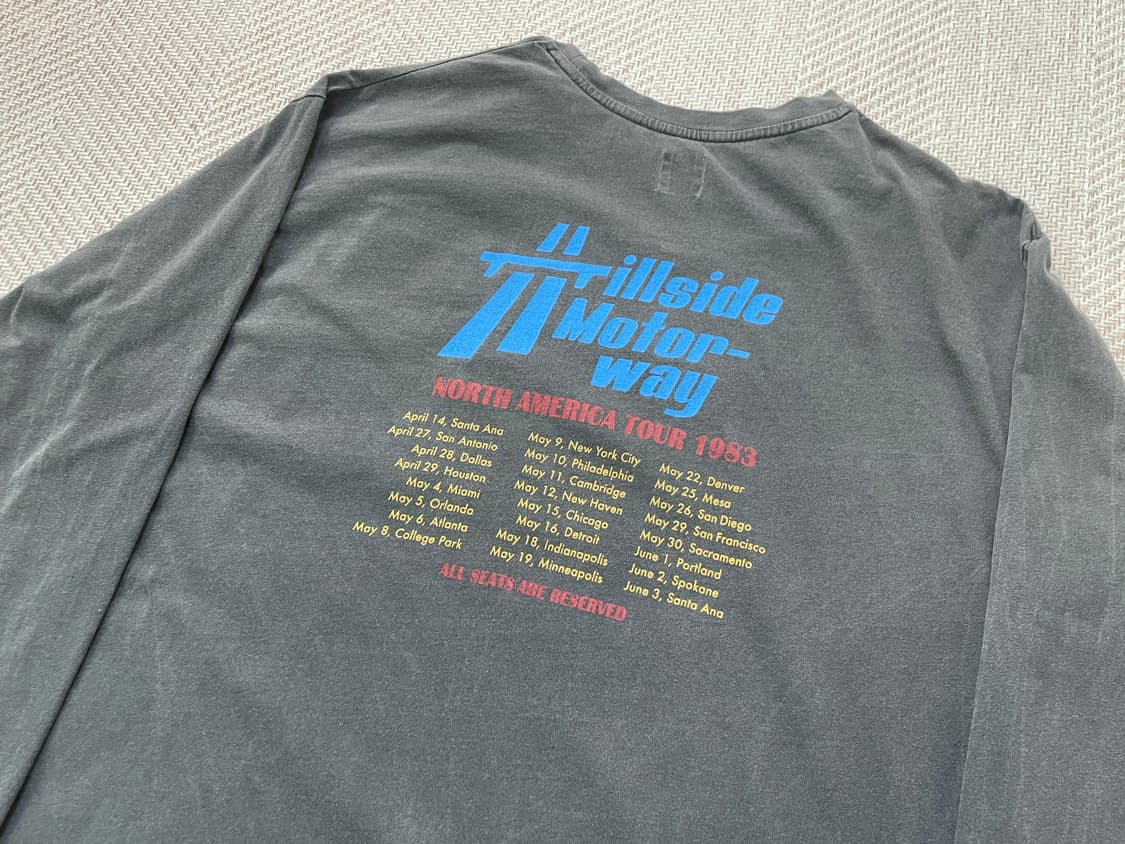 Hillside
Motor-
way
NORTH AMERICA TOUR 1983
April 14, Santa Ana
April 27, San Antonio
April 28, Dallas
April 29, Houston
May 4, Miami
May 5, Orlando
May 6, Atlanta
May 8, College Park
May 9, New York City
May 10, Philadelphia
May 11, Cambridge
May 12, New Haven
May 15, Chicago
May 16, Detroit
May 18, Indianapolis
May 19, Minneapolis
May 22, Denver
May 25, Mesa
May 26, San Diego
May 29, San Francisco
May 30, Sacramento
June 1, Portland
June 2, Spokane
June 3, Santa Ana
ALL SEATS ARE RESERVED